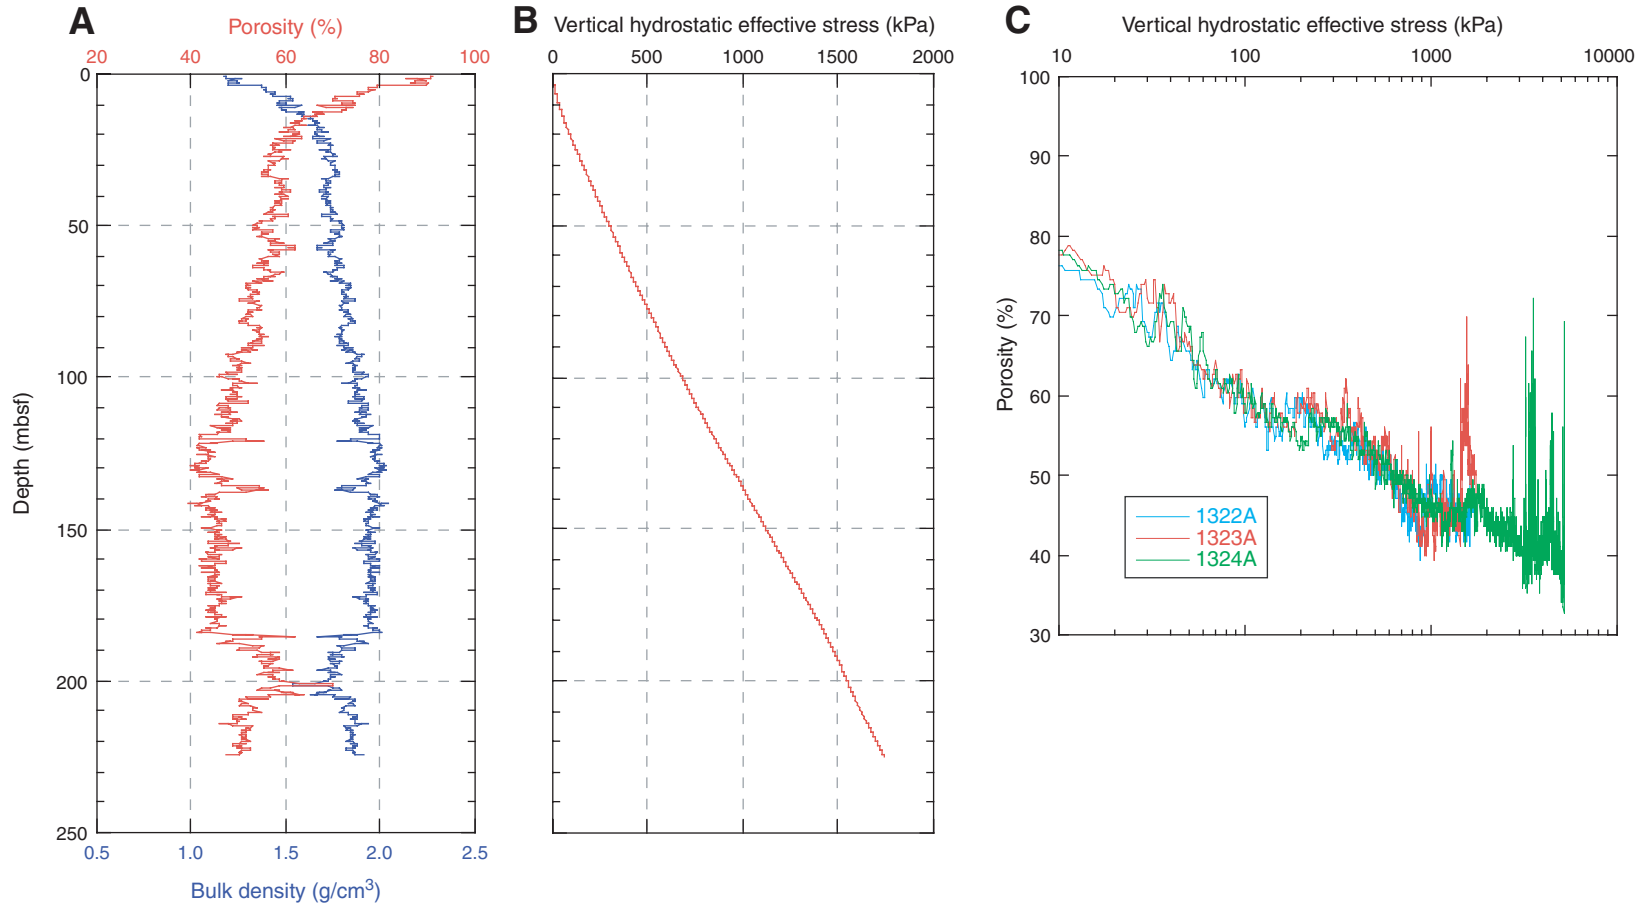 A
Porosity (%)
20 40 60 80 100
0
50
100
150
200
250
Depth (mbsf)
0.5 1.0 1.5 2.0 2.5
Bulk density (g/cm³)
B
Vertical hydrostatic effective stress (kPa)
0 500 1000 1500 2000
C
Vertical hydrostatic effective stress (kPa)
10 100 1000 10000
100
90
80
70
60
50
40
30
Porosity (%)
1322A
1323A
1324A